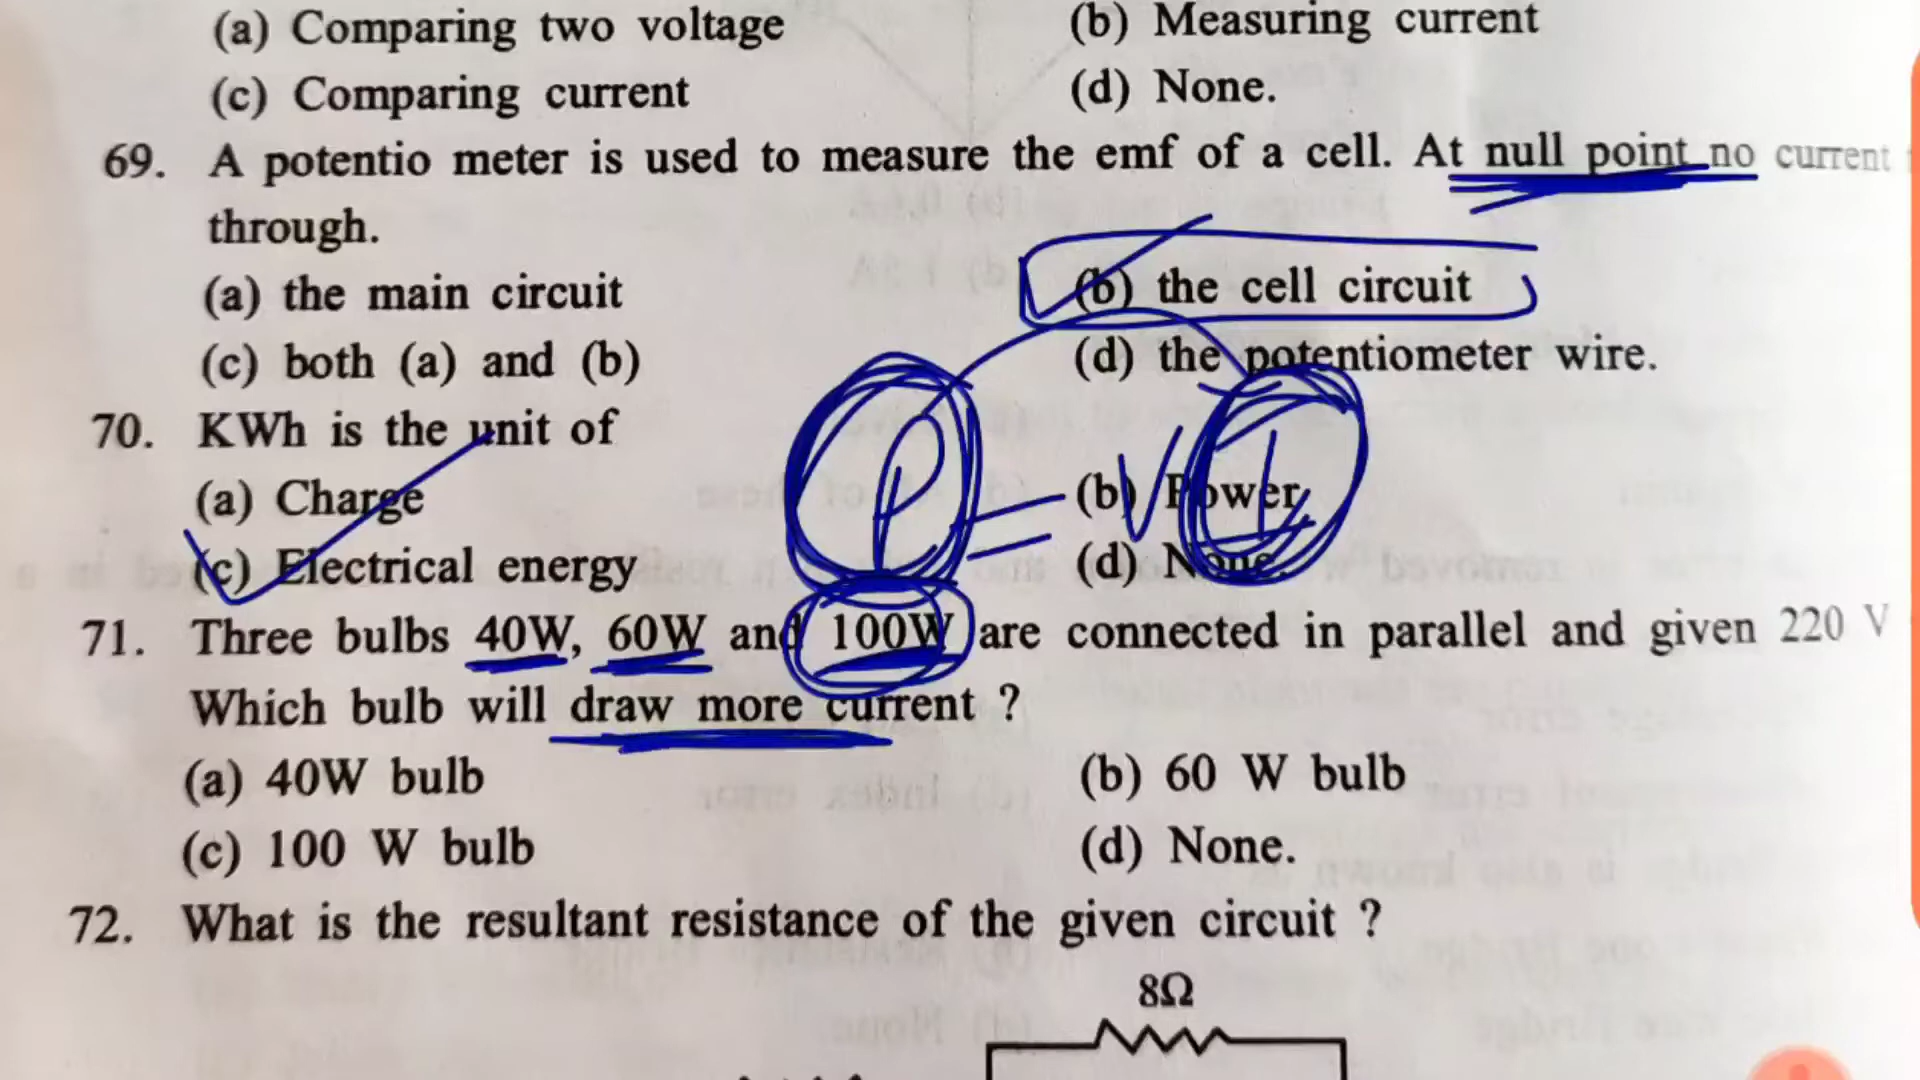 (a) Comparing two voltage (b) Measuring current
(c) Comparing current (d) None.
69. A potentio meter is used to measure the emf of a cell. At null point no current
through.
(a) the main circuit (b) the cell circuit
(c) both (a) and (b) (d) the potentiometer wire.
70. KWh is the unit of
(a) Charge (b) Power
(c) Electrical energy (d) None.
P = VI
71. Three bulbs 40W, 60W and 100W are connected in parallel and given 220 V
Which bulb will draw more current ?
(a) 40W bulb (b) 60 W bulb
(c) 100 W bulb (d) None.
72. What is the resultant resistance of the given circuit ?
8Ω